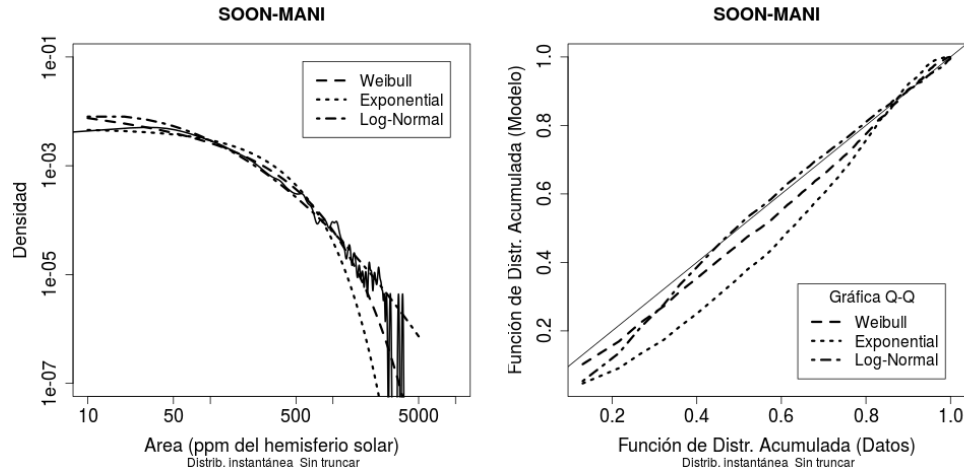 SOON-MANI
Densidad
1e-01
1e-03
1e-05
1e-07
Weibull
Exponential
Log-Normal
10
50
500
5000
Area (ppm del hemisferio solar)
Distrib. instantánea Sin truncar
SOON-MANI
Función de Distr. Acumulada (Modelo)
1.0
0.8
0.6
0.4
0.2
Gráfica Q-Q
Weibull
Exponential
Log-Normal
0.2
0.4
0.6
0.8
1.0
Función de Distr. Acumulada (Datos)
Distrib. instantánea Sin truncar